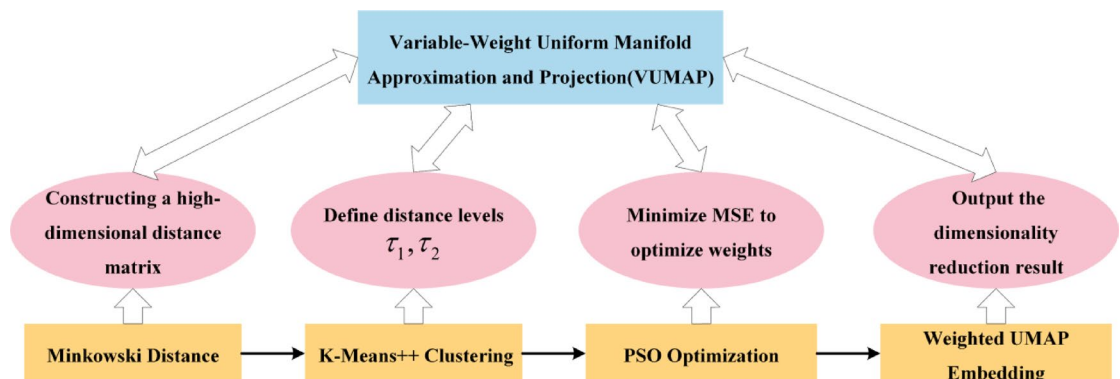 Variable-Weight Uniform Manifold
Approximation and Projection(VUMAP)
Constructing a high-
dimensional distance
matrix
Define distance levels
τ₁, τ₂
Minimize MSE to
optimize weights
Output the
dimensionality
reduction result
Minkowski Distance
K-Means++ Clustering
PSO Optimization
Weighted UMAP
Embedding